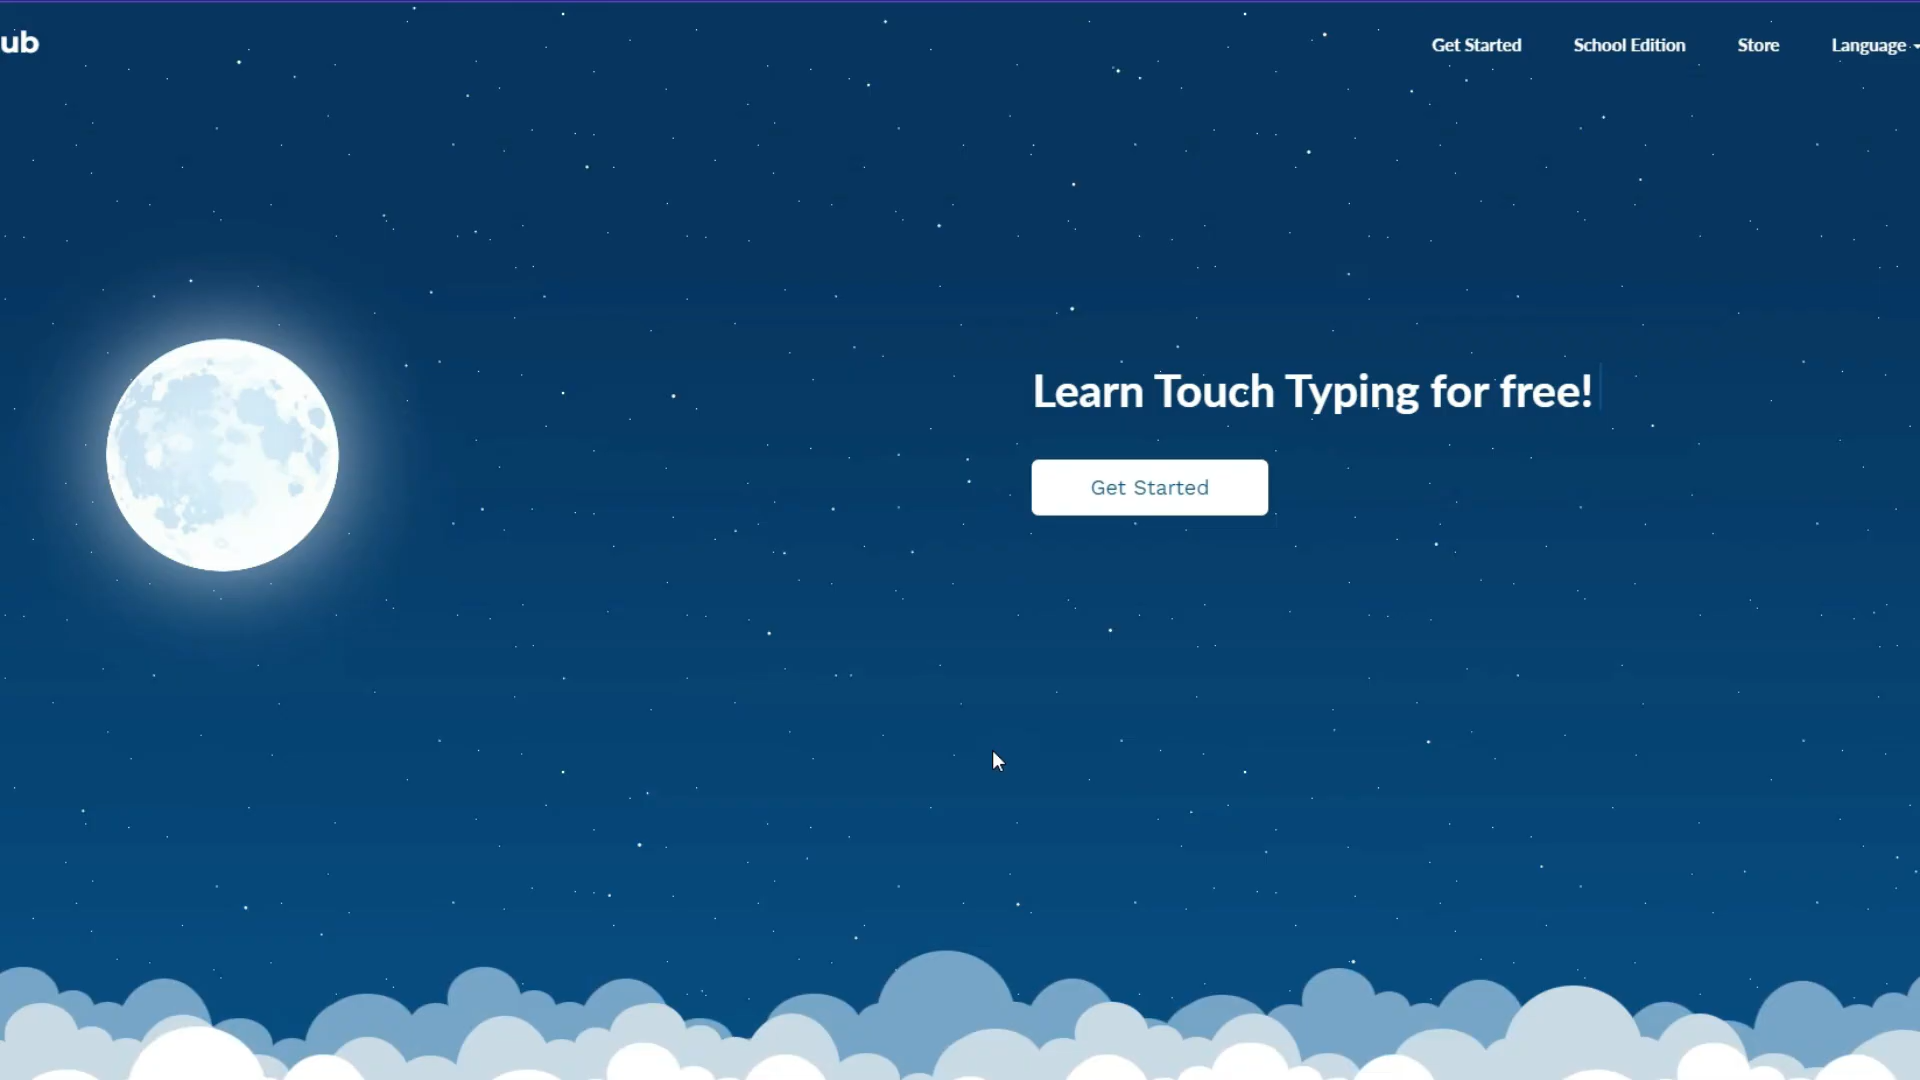 ub
Get Started
School Edition
Store
Language
Learn Touch Typing for free!
Get Started